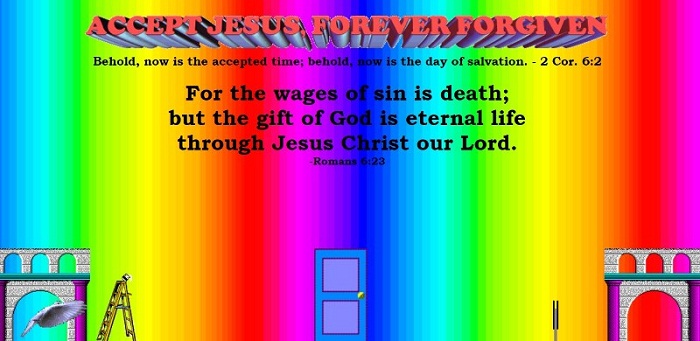 ACCEPT JESUS, FOREVER FORGIVEN
Behold, now is the accepted time; behold, now is the day of salvation. - 2 Cor. 6:2
For the wages of sin is death;
but the gift of God is eternal life
through Jesus Christ our Lord.
-Romans 6:23